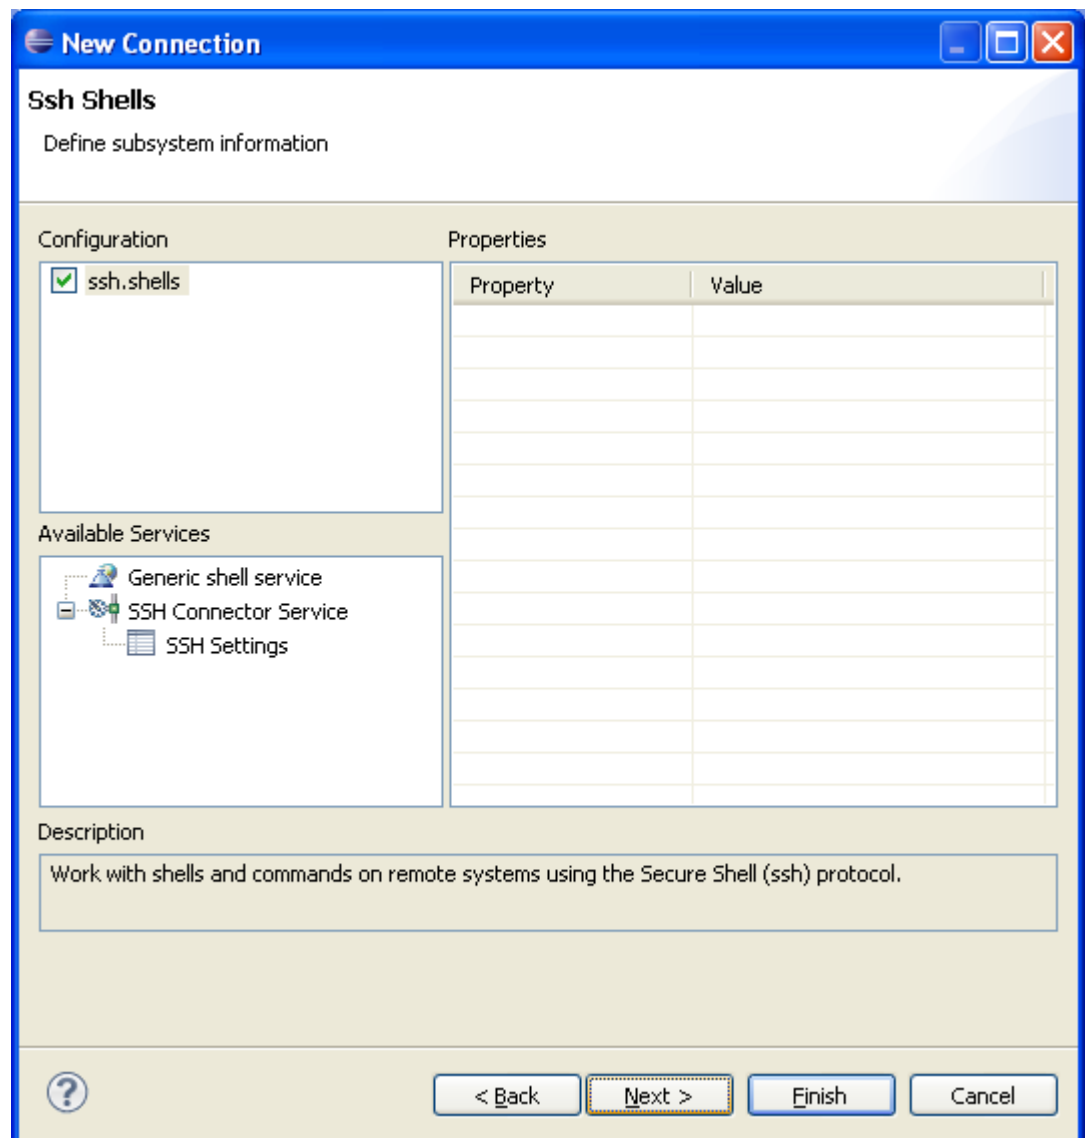 New Connection
Ssh Shells
Define subsystem information
Configuration
Properties
ssh.shells
Property Value
Available Services
Generic shell service
SSH Connector Service
SSH Settings
Description
Work with shells and commands on remote systems using the Secure Shell (ssh) protocol.
? < Back Next > Finish Cancel